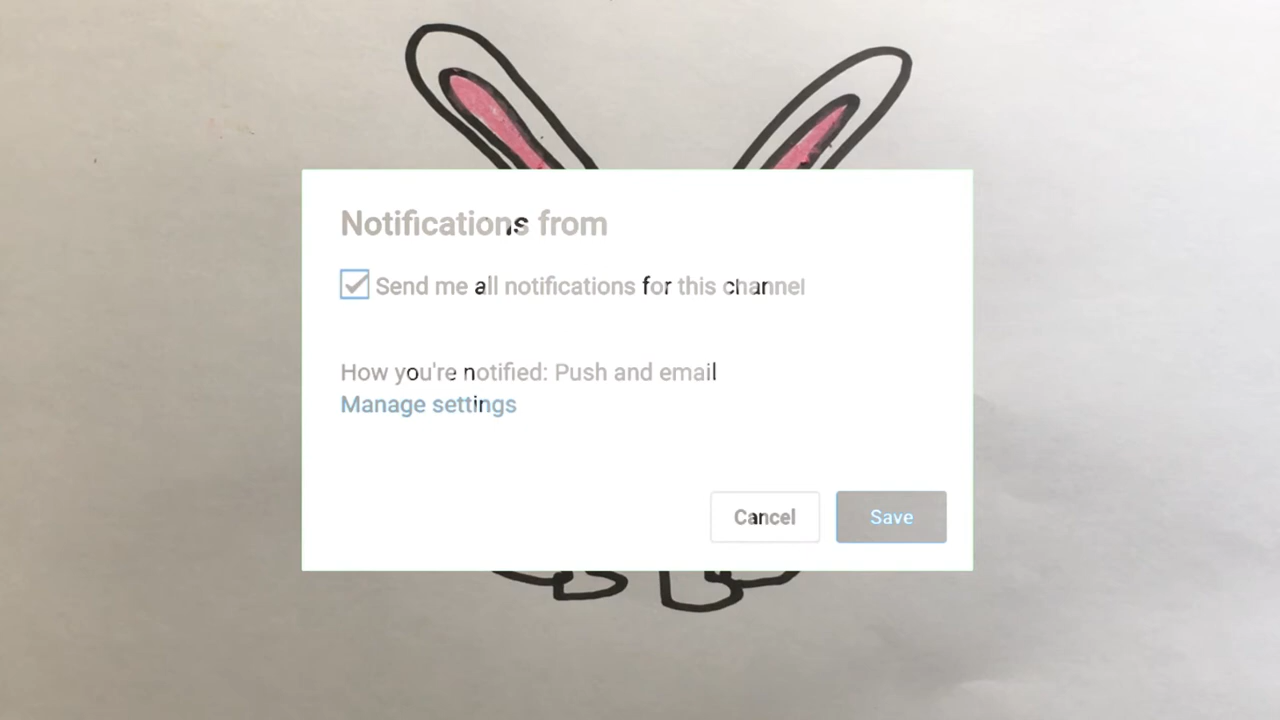 Notifications from
Send me all notifications for this channel
How you're notified: Push and email
Manage settings
Cancel
Save